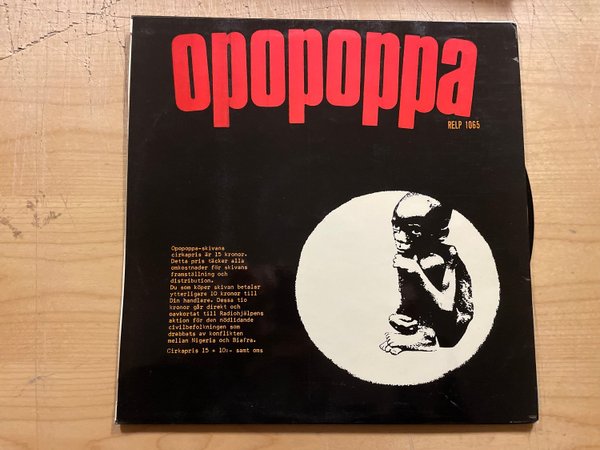 opopoppa
RELP 1065
Opopoppa-skivans
cirkapris är 15 kronor.
Detta pris täcker alla
omkostnader för skivans
framställning och
distribution.
Du som köper skivan betalar
ytterligare 10 kronor till
Din handlare. Dessa tio
kronor går direkt och
oavkortat till Radiohjälpens
aktion för den nödlidande
civilbefolkningen som
drabbats av konflikten
mellan Nigeria och Biafra.
Cirkapris 15 + 10:- samt oms